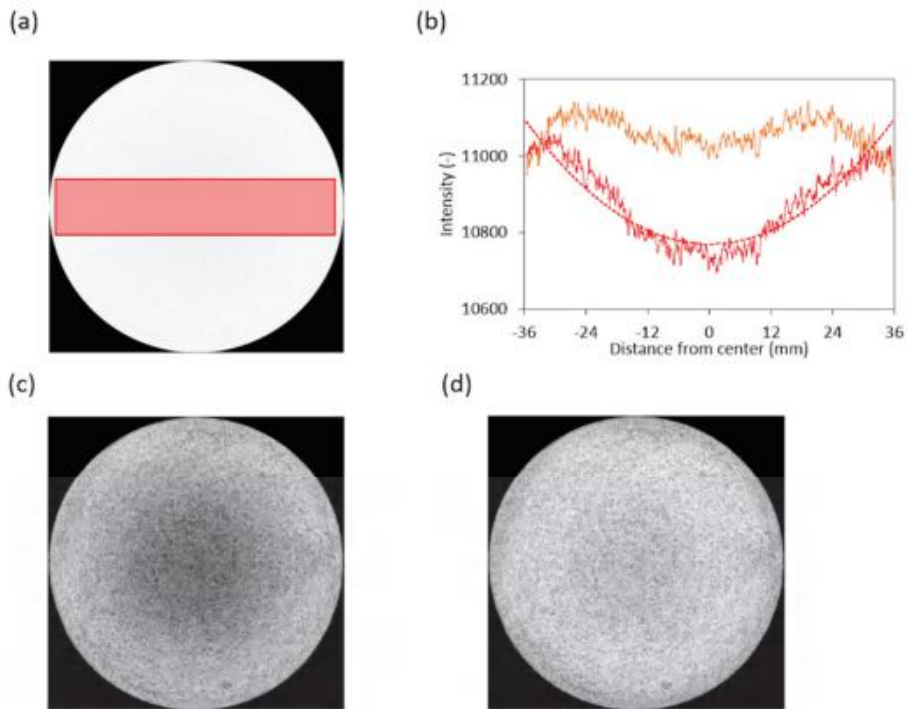 (a)
(b)
11200
11000
10800
10600
Intensity (-)
-36 -24 -12 0 12 24 36
Distance from center (mm)
(c)
(d)